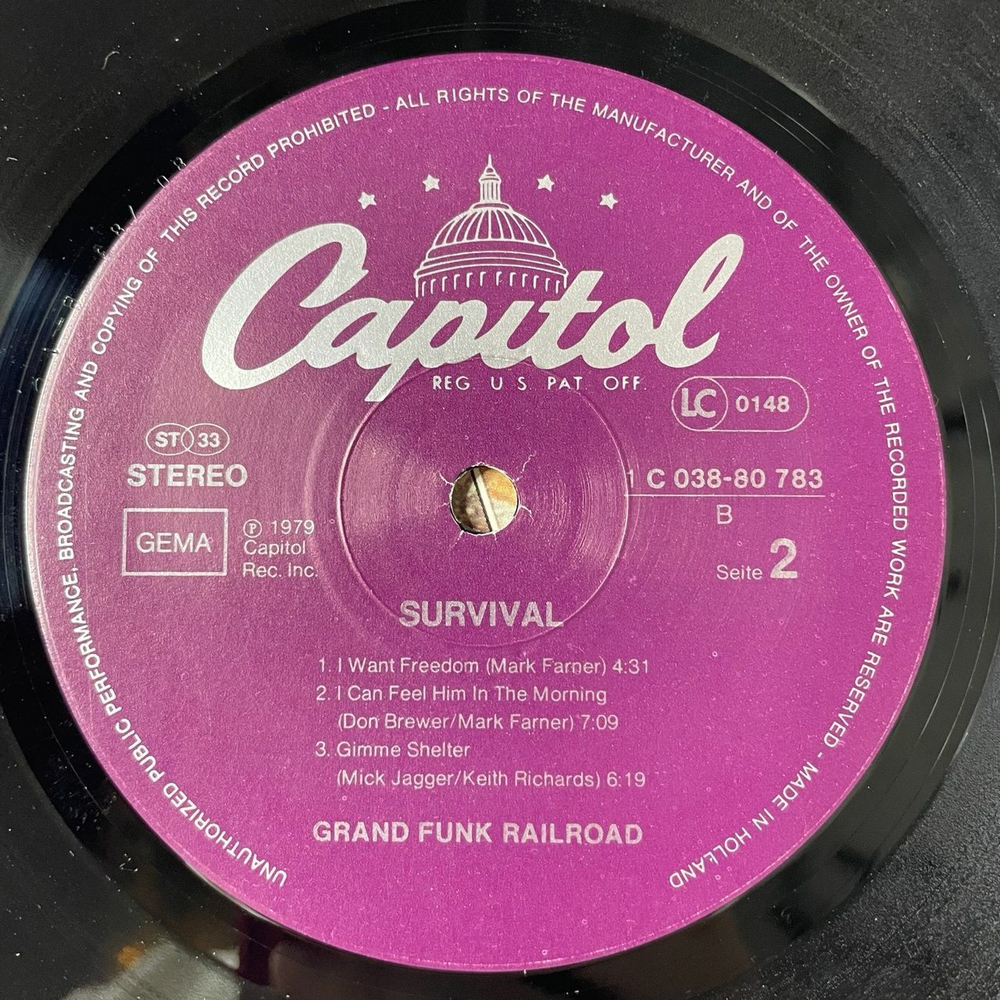 UNAUTHORIZED PUBLIC PERFORMANCE, BROADCASTING AND COPYING OF THIS RECORD PROHIBITED - ALL RIGHTS OF THE MANUFACTURER AND OF THE OWNER OF THE RECORDED WORK ARE RESERVED - MADE IN HOLLAND
Capitol
REG U S PAT OFF.
LC 0148
ST 33
STEREO
1 C 038-80 783
B
GEMA
℗ 1979
Capitol
Rec. Inc.
Seite 2
SURVIVAL
1. I Want Freedom (Mark Farner) 4:31
2. I Can Feel Him In The Morning
(Don Brewer/Mark Farner) 7:09
3. Gimme Shelter
(Mick Jagger/Keith Richards) 6:19
GRAND FUNK RAILROAD